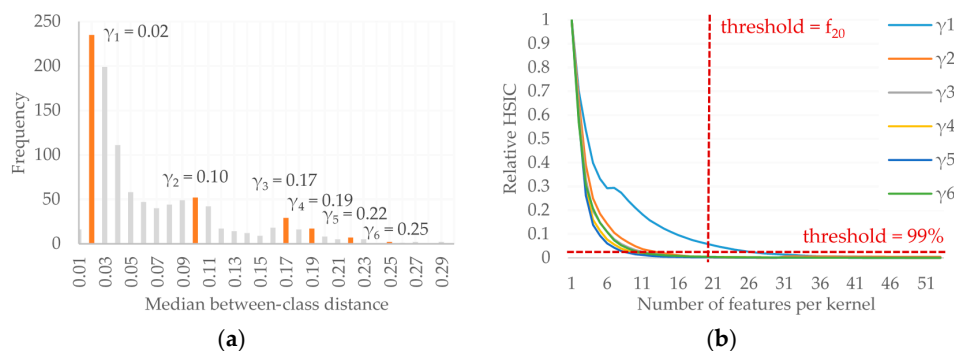 250
200
150
100
50
0
Frequency
γ1 = 0.02
γ2 = 0.10
γ3 = 0.17
γ4 = 0.19
γ5 = 0.22
γ6 = 0.25
0.01 0.03 0.05 0.07 0.09 0.11 0.13 0.15 0.17 0.19 0.21 0.23 0.25 0.27 0.29
Median between-class distance
(a)
1
0.9
0.8
0.7
0.6
0.5
0.4
0.3
0.2
0.1
0
Relative HSIC
threshold = f20
threshold = 99%
1 6 11 16 21 26 31 36 41 46 51
Number of features per kernel
γ1
γ2
γ3
γ4
γ5
γ6
(b)